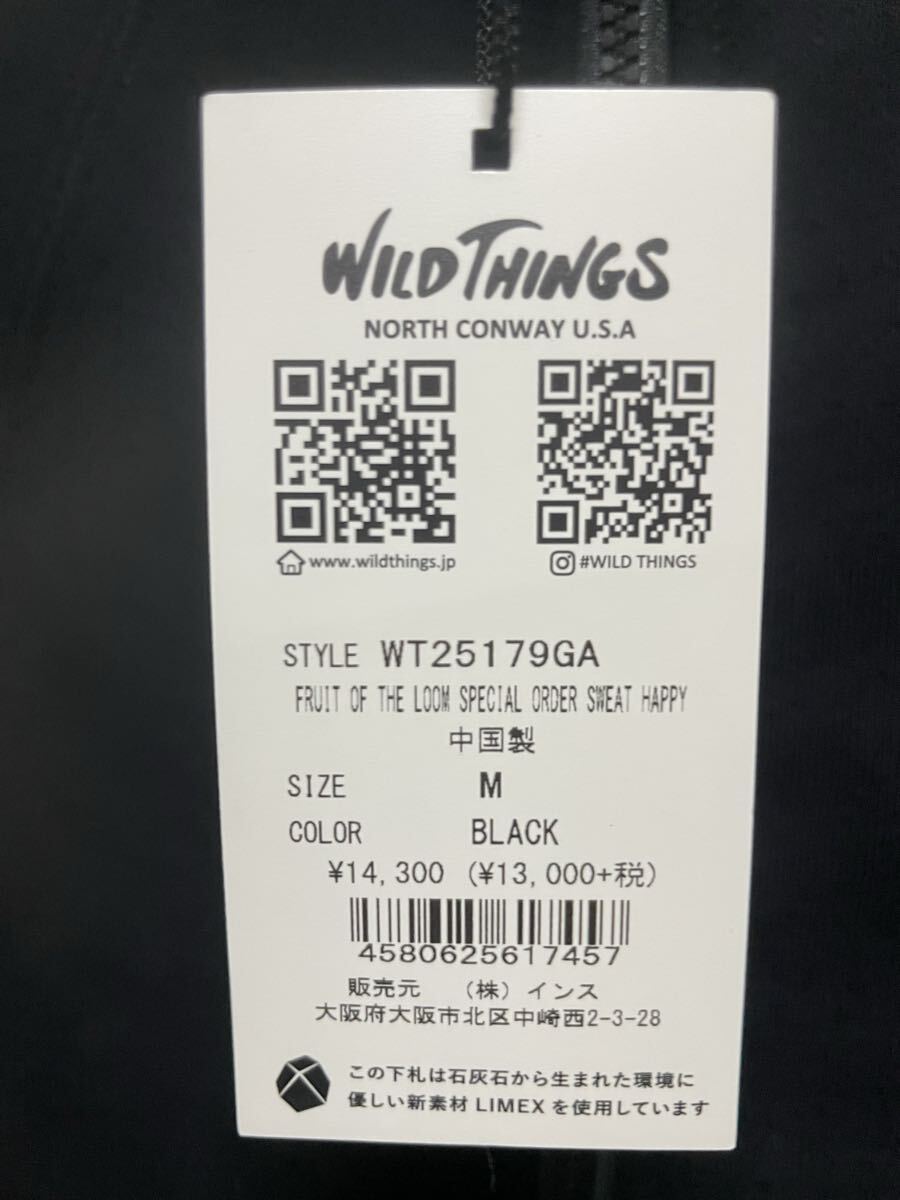 WILD THINGS
NORTH CONWAY U.S.A
www.wildthings.jp
#WILD THINGS
STYLE WT25179GA
FRUIT OF THE LOOM SPECIAL ORDER SWEAT HAPPY
中国製
SIZE M
COLOR BLACK
¥14,300 (¥13,000+税)
4580625617457
販売元 (株)インス
大阪府大阪市北区中崎西2-3-28
この下札は石灰石から生まれた環境に
優しい新素材 LIMEX を使用しています